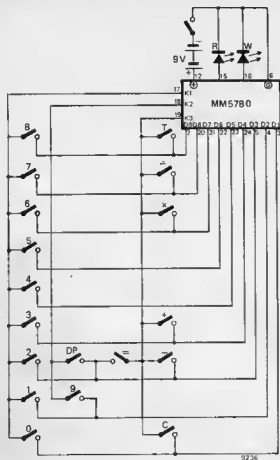 9V
R W
12 15 16 6
17 K1
18 K2
19 K3
MM5780
D9 D8 D7 D6 D5 D4 D3 D2 D1
2 20 21 22 23 24 3 4 5
8 T
7 ÷
6 x
5
4
3 +
2 DP = −
1 9
0 C
9236